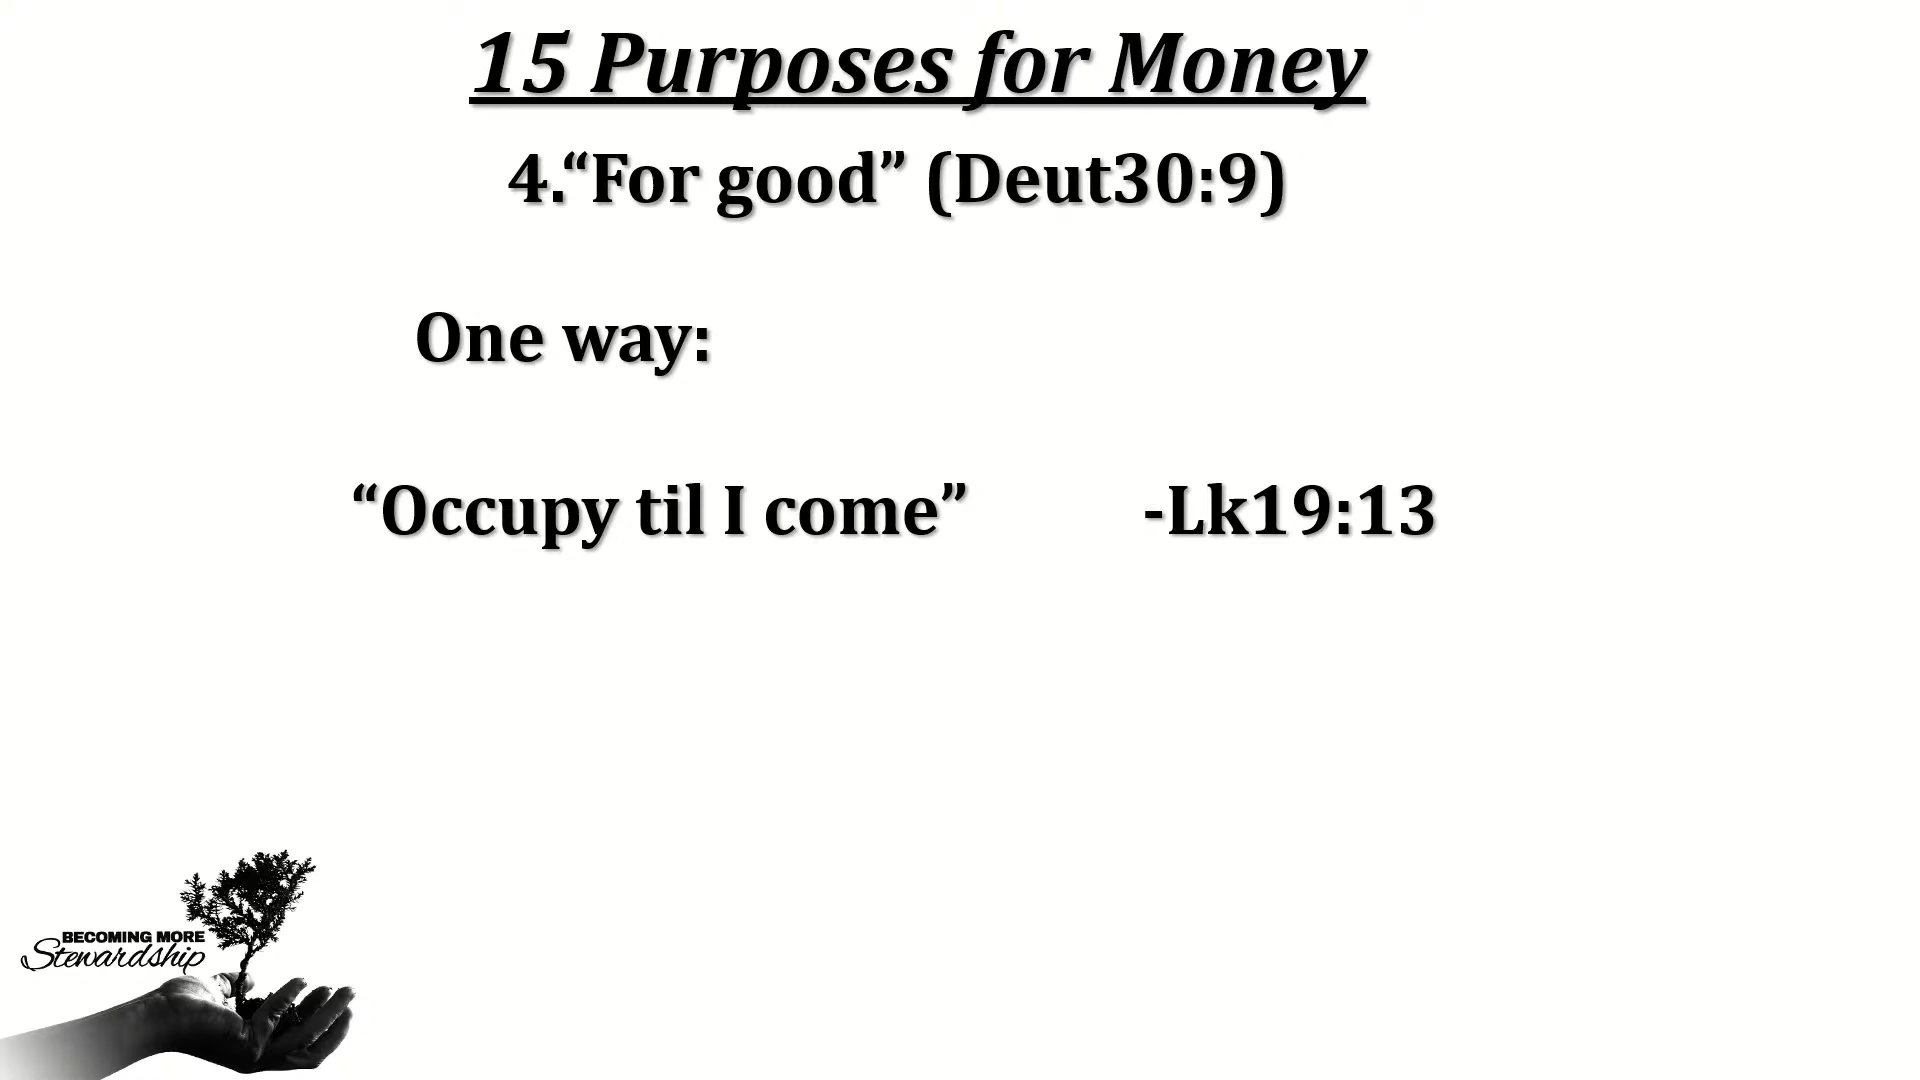 15 Purposes for Money
4.“For good” (Deut30:9)
One way:
“Occupy til I come” -Lk19:13
BECOMING MORE
Stewardship